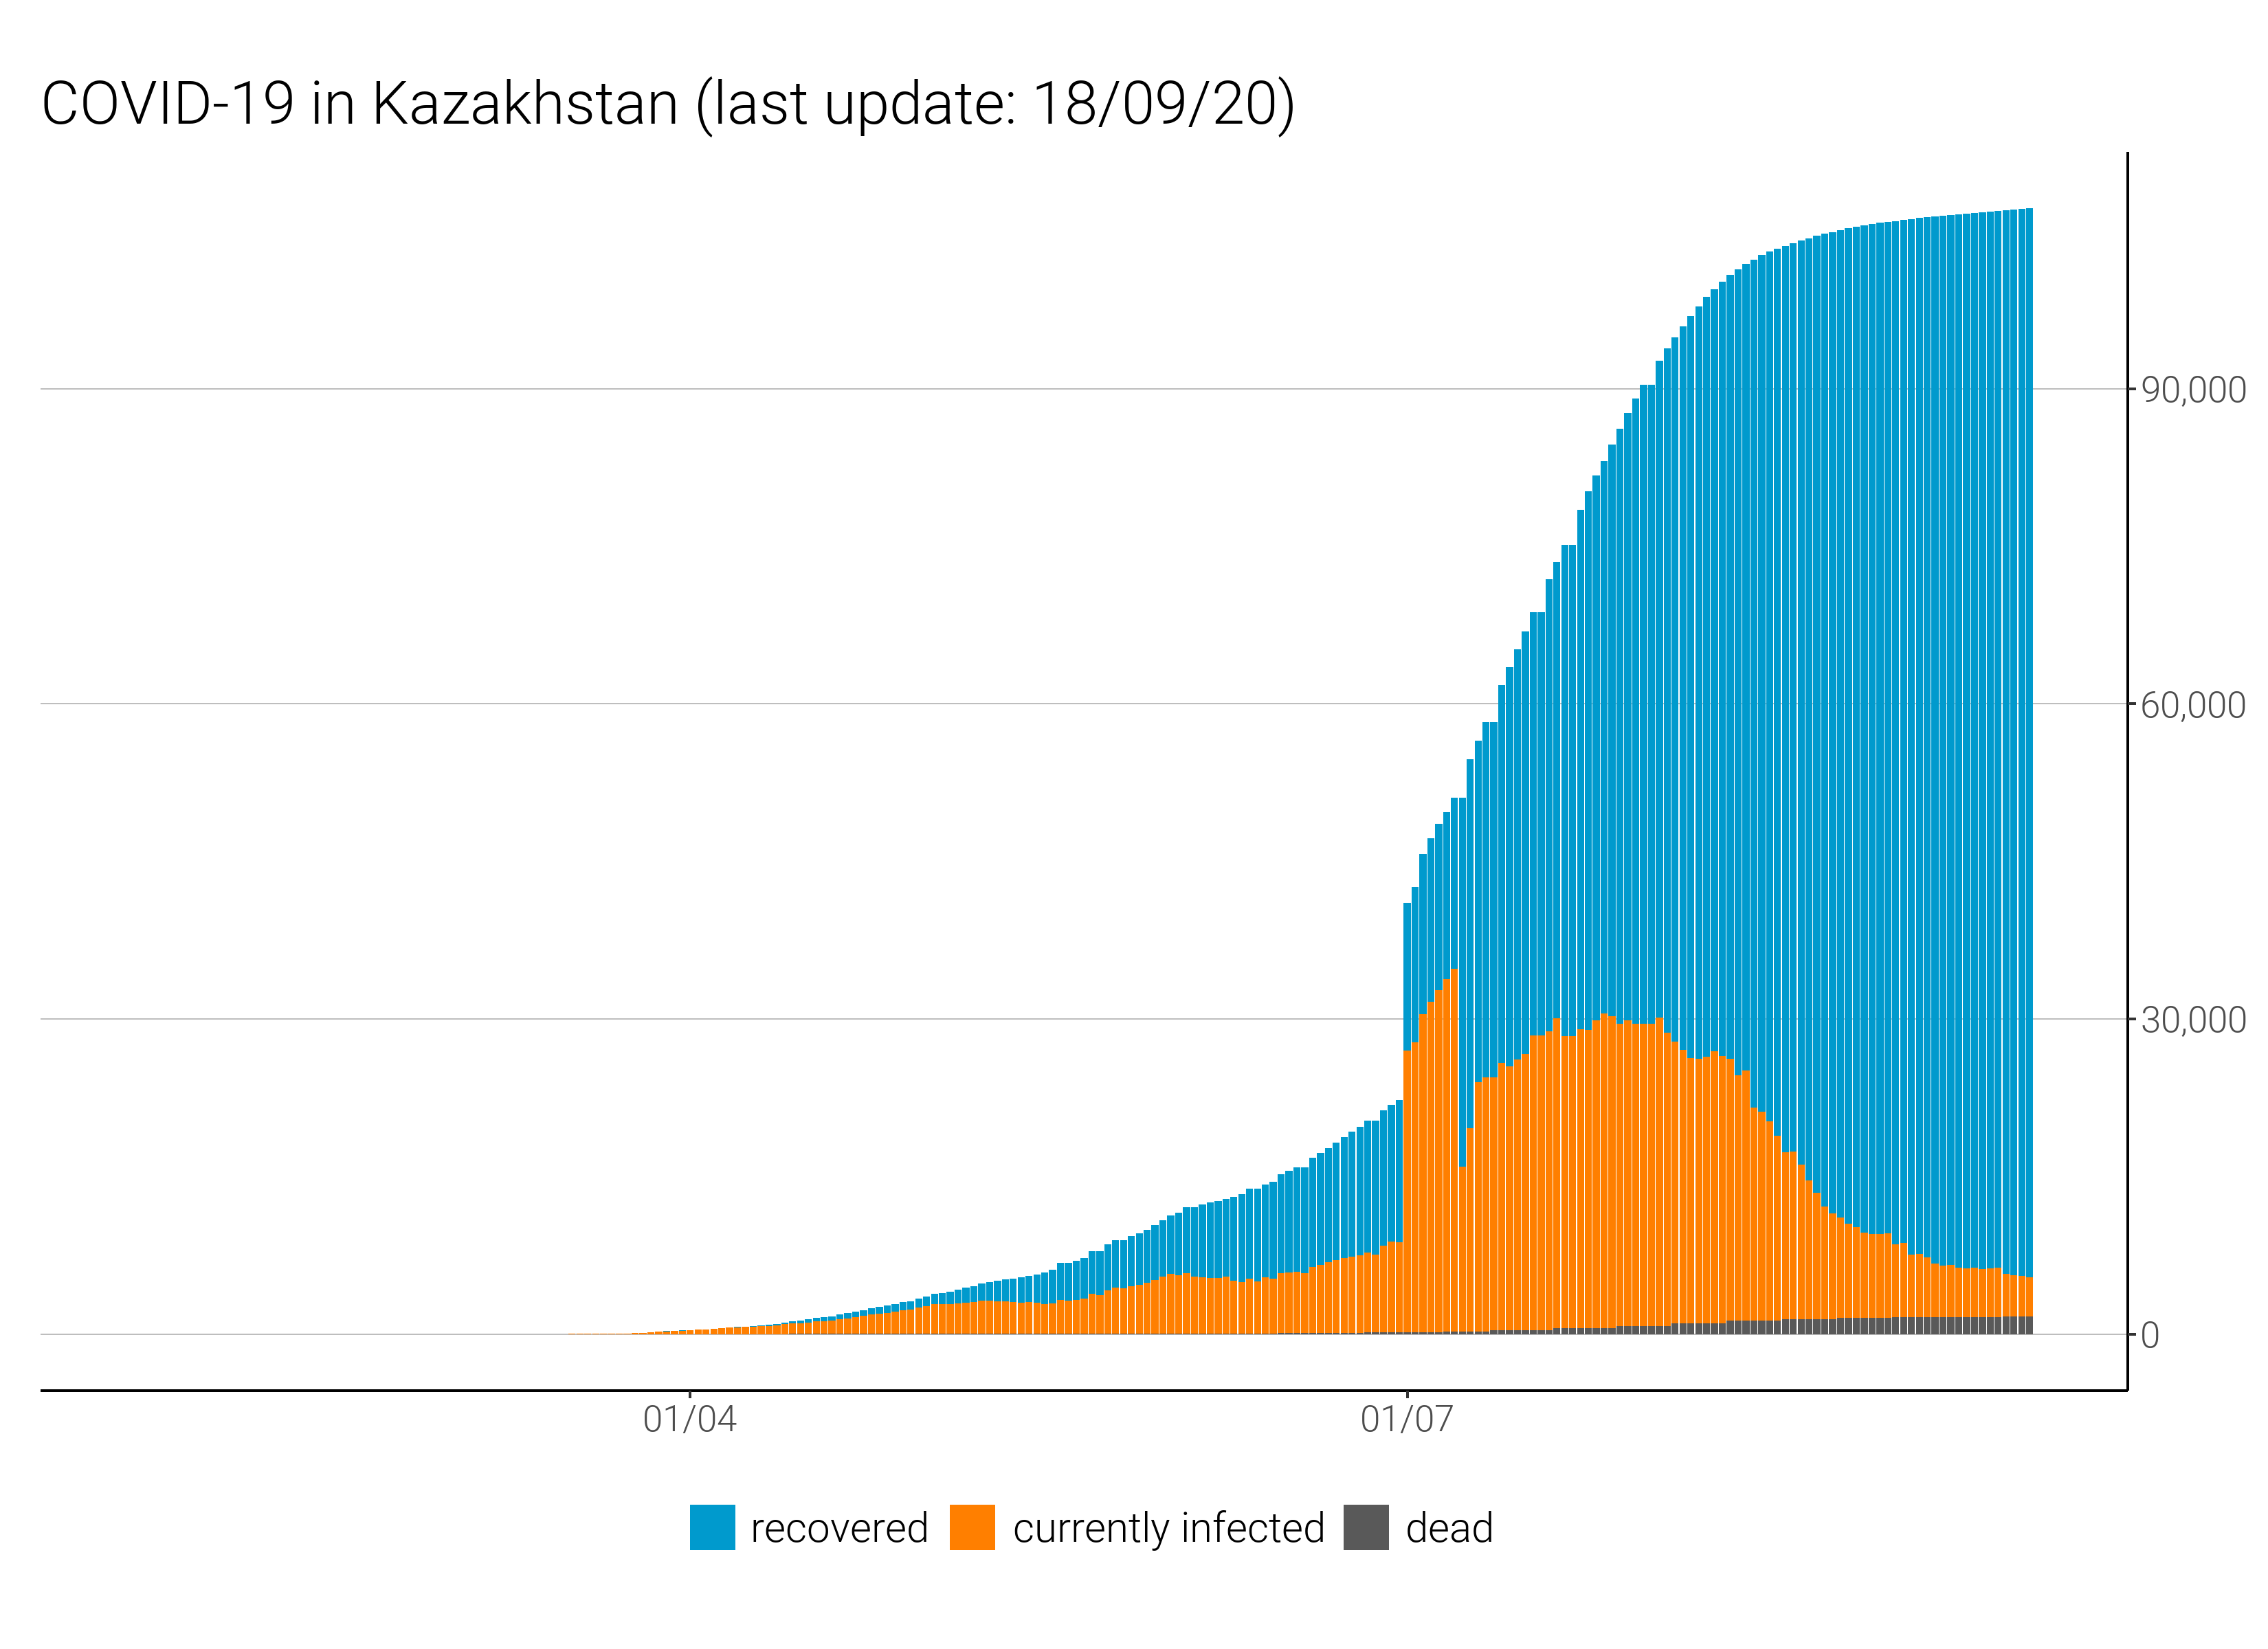 COVID-19 in Kazakhstan (last update: 18/09/20)
90,000
60,000
30,000
0
01/04 01/07
recovered currently infected dead